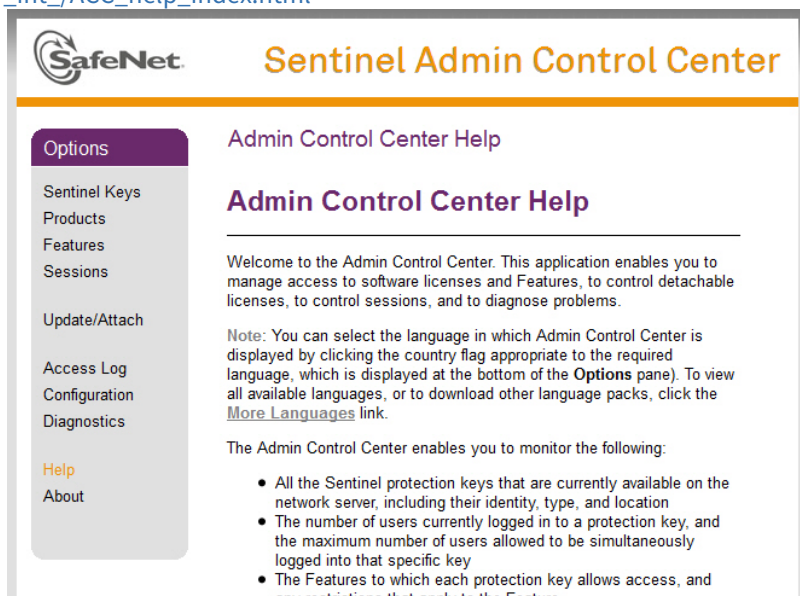 _int_/ACC_help_index.html
SafeNet.
Sentinel Admin Control Center
Options
Sentinel Keys
Products
Features
Sessions
Update/Attach
Access Log
Configuration
Diagnostics
Help
About
Admin Control Center Help
Admin Control Center Help
Welcome to the Admin Control Center. This application enables you to
manage access to software licenses and Features, to control detachable
licenses, to control sessions, and to diagnose problems.
Note: You can select the language in which Admin Control Center is
displayed by clicking the country flag appropriate to the required
language, which is displayed at the bottom of the Options pane). To view
all available languages, or to download other language packs, click the
More Languages link.
The Admin Control Center enables you to monitor the following:
● All the Sentinel protection keys that are currently available on the
network server, including their identity, type, and location
● The number of users currently logged in to a protection key, and
the maximum number of users allowed to be simultaneously
logged into that specific key
● The Features to which each protection key allows access, and